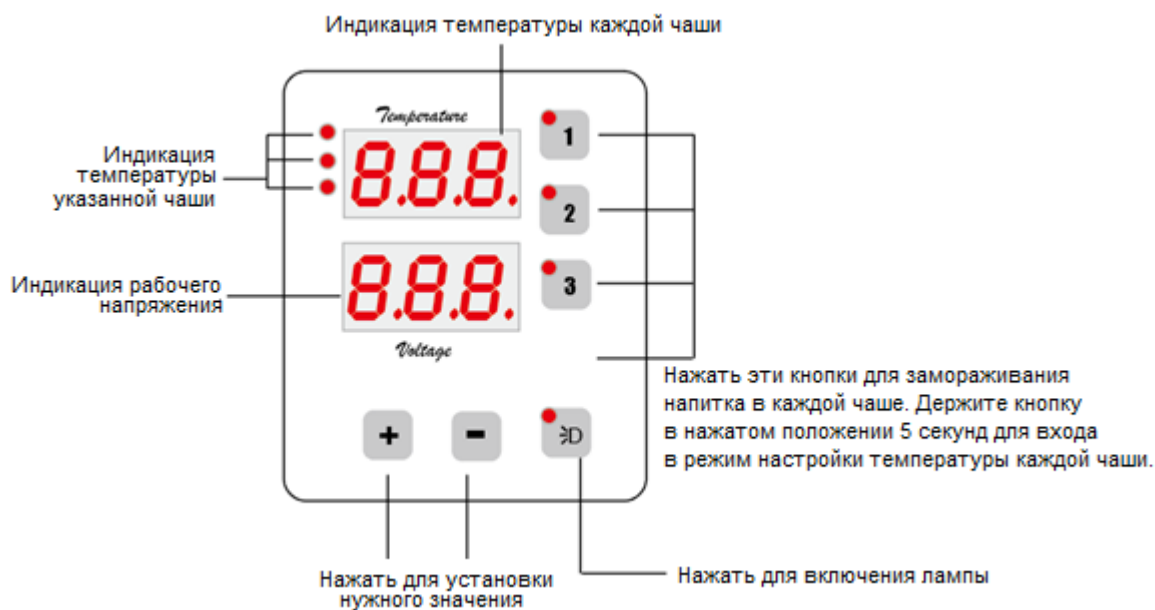 Индикация температуры каждой чаши
Temperature
8.8.8.
1
Индикация
температуры
указанной чаши
2
8.8.8.
3
Индикация рабочего
напряжения
Voltage
Нажать эти кнопки для замораживания
напитка в каждой чаше. Держите кнопку
в нажатом положении 5 секунд для входа
в режим настройки температуры каждой чаши.
+
-
Нажать для установки
нужного значения
Нажать для включения лампы